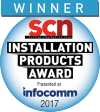 WINNER
scn
INSTALLATION
PRODUCTS
AWARD
Presented at
infocomm
2017